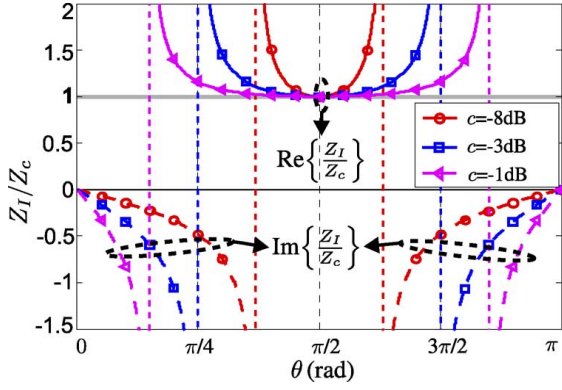 2
1.5
1
0.5
0
-0.5
-1
-1.5
Z_I/Z_c
c=-8dB
c=-3dB
c=-1dB
Re{Z_I/Z_c}
Im{Z_I/Z_c}
0 π/4 π/2 3π/2 π
θ (rad)